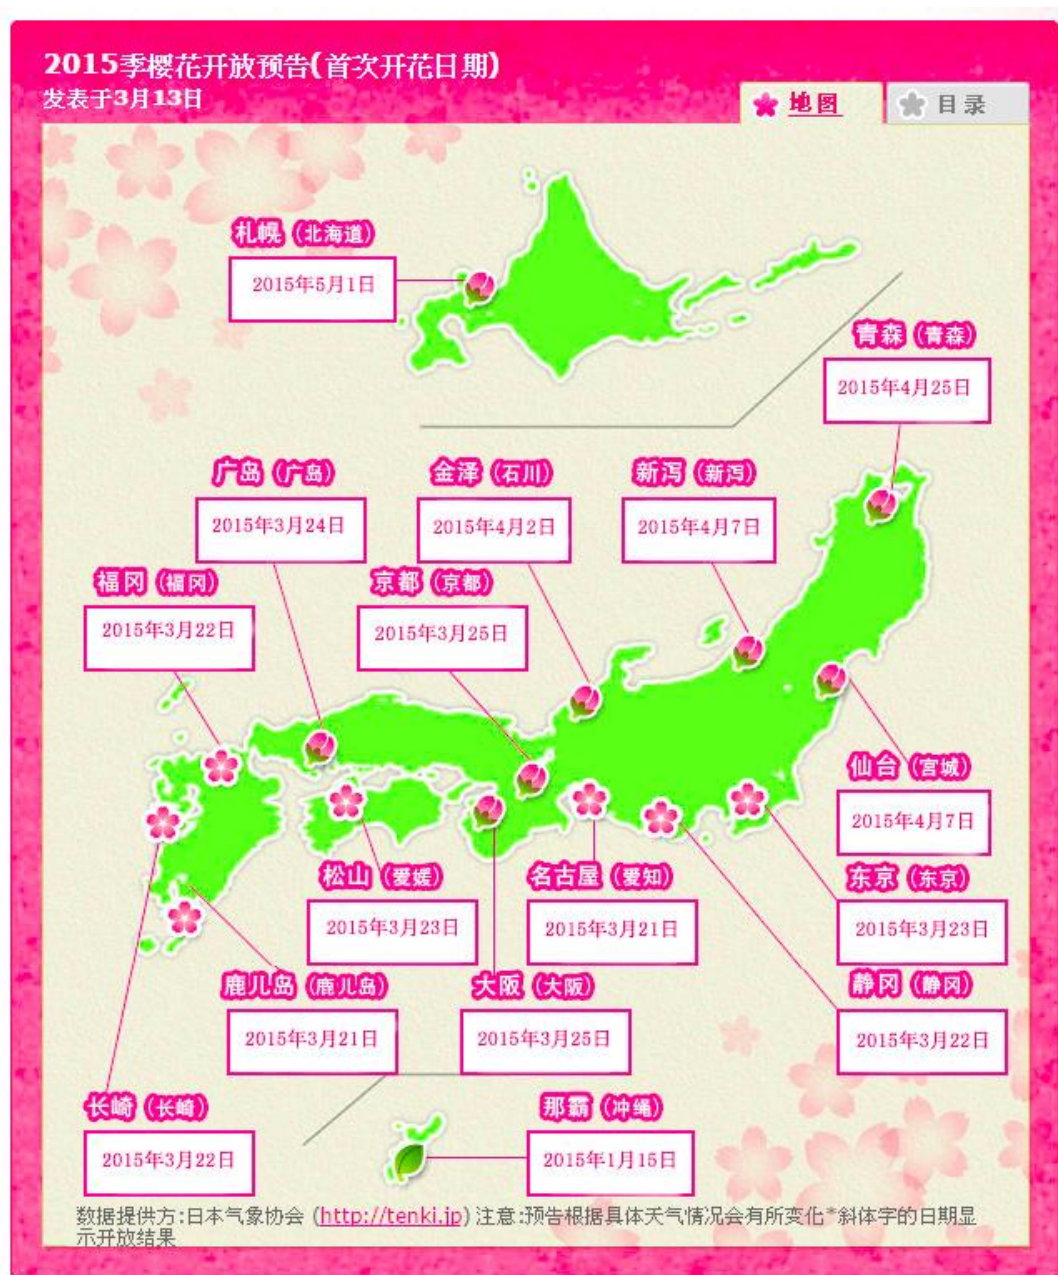 2015季樱花开放预告(首次开花日期)
发表于3月13日
地图
目录
札幌（北海道）
2015年5月1日
青森（青森）
2015年4月25日
广岛（广岛）
2015年3月24日
金泽（石川）
2015年4月2日
新泻（新泻）
2015年4月7日
福冈（福冈）
2015年3月22日
京都（京都）
2015年3月25日
仙台（宫城）
2015年4月7日
松山（爱媛）
2015年3月23日
名古屋（爱知）
2015年3月21日
东京（东京）
2015年3月23日
鹿儿岛（鹿儿岛）
2015年3月21日
大阪（大阪）
2015年3月25日
静冈（静冈）
2015年3月22日
长崎（长崎）
2015年3月22日
那霸（冲绳）
2015年1月15日
数据提供方:日本气象协会 (http://tenki.jp) 注意:预告根据具体天气情况会有所变化*斜体字的日期显
示开放结果